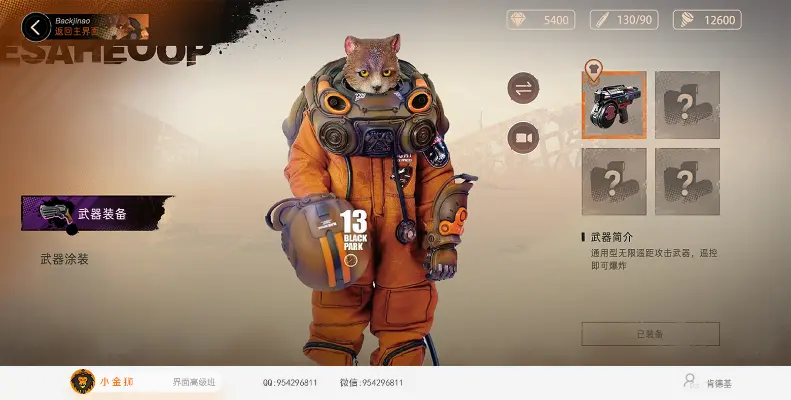 Backjinao
返回主界面
5400
130/90
12600
ESAHEOOP
13
BLACK
PARK
武器装备
武器涂装
?
?
?
武器简介
通用型无限遥距攻击武器，遥控
即可爆炸
已装备
小金狮
界面高级班
QQ:954296811
微信:954296811
肯德基